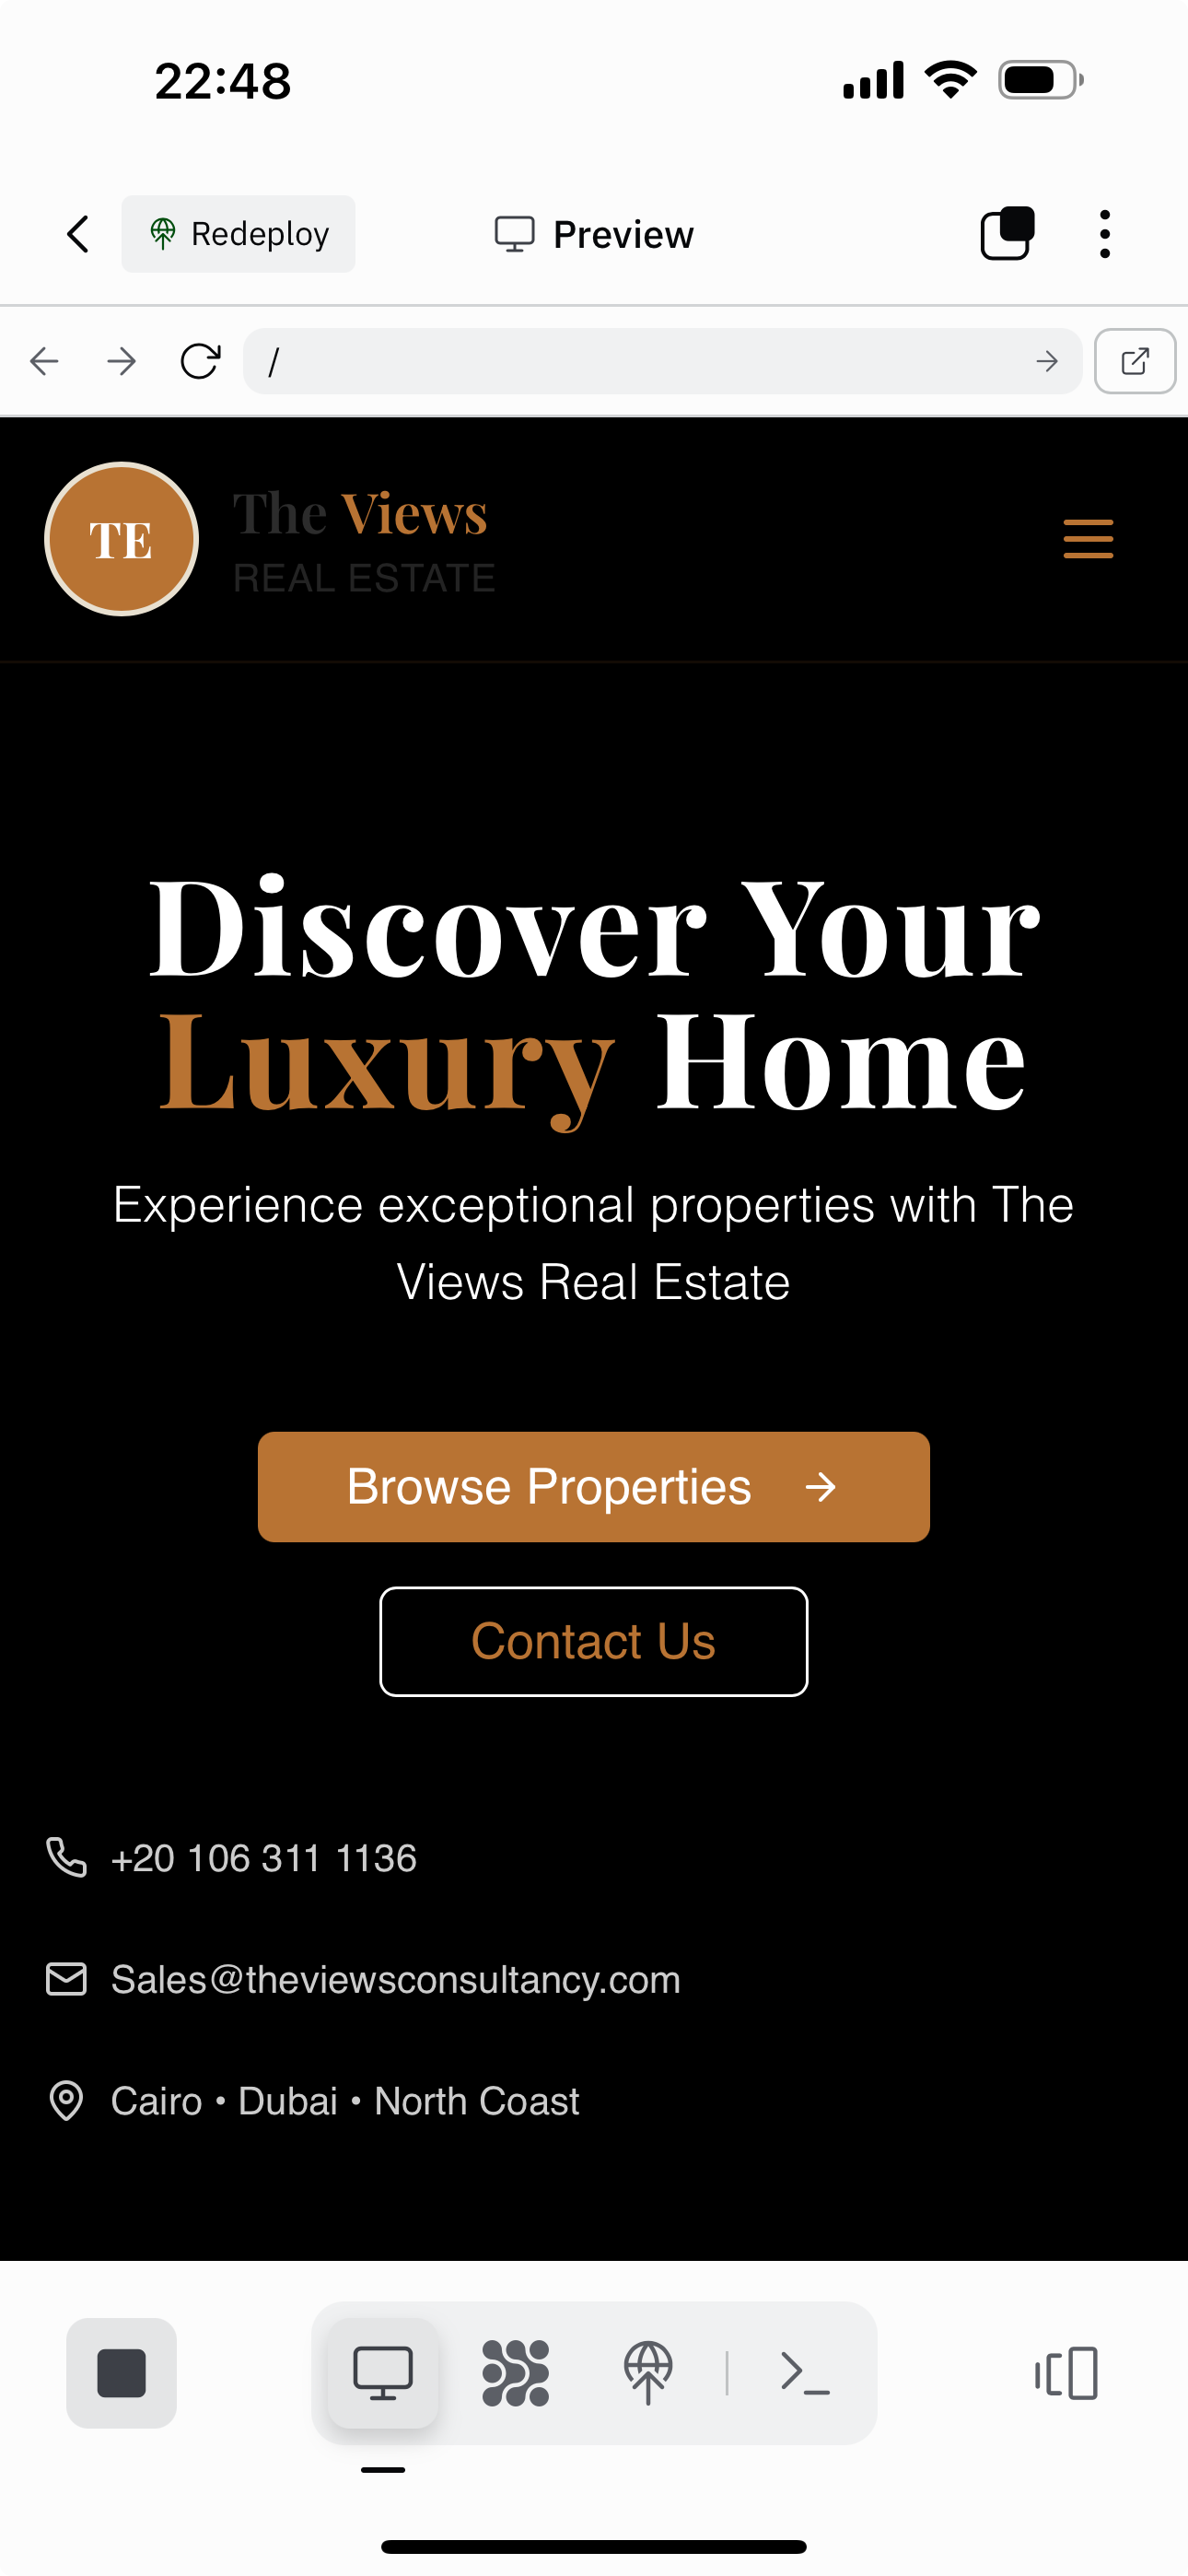 22:48
Redeploy
Preview
/
TE
The Views
REAL ESTATE
Discover Your
Luxury Home
Experience exceptional properties with The
Views Real Estate
Browse Properties
Contact Us
+20 106 311 1136
Sales@theviewsconsultancy.com
Cairo • Dubai • North Coast